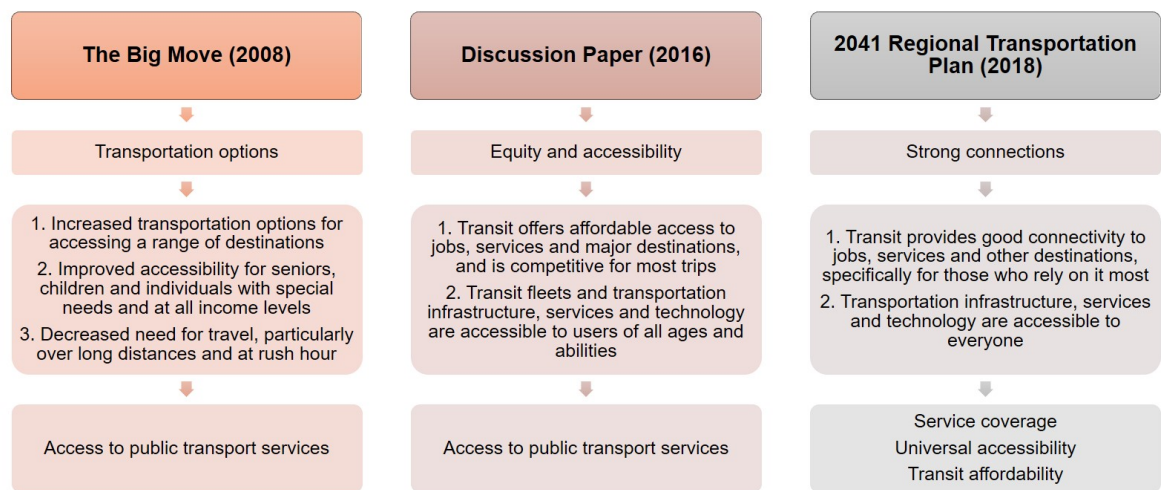 The Big Move (2008)
Transportation options
1. Increased transportation options for
accessing a range of destinations
2. Improved accessibility for seniors,
children and individuals with special
needs and at all income levels
3. Decreased need for travel, particularly
over long distances and at rush hour
Access to public transport services
Discussion Paper (2016)
Equity and accessibility
1. Transit offers affordable access to
jobs, services and major destinations,
and is competitive for most trips
2. Transit fleets and transportation
infrastructure, services and technology
are accessible to users of all ages and
abilities
Access to public transport services
2041 Regional Transportation
Plan (2018)
Strong connections
1. Transit provides good connectivity to
jobs, services and other destinations,
specifically for those who rely on it most
2. Transportation infrastructure, services
and technology are accessible to
everyone
Service coverage
Universal accessibility
Transit affordability